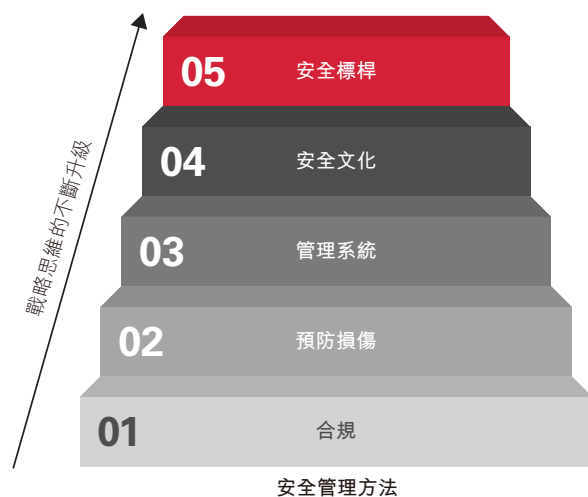 05 安全標桿
04 安全文化
03 管理系統
02 預防損傷
01 合規
戰略思維的不斷升級
安全管理方法